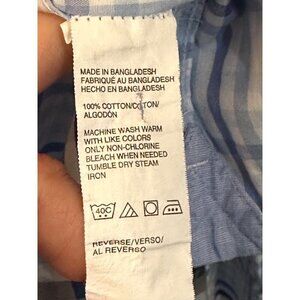 MADE IN BANGLADESH
FABRIQUÉ AU BANGLADESH
HECHO EN BANGLADESH
100% COTTON/COTON/
ALGODÓN
MACHINE WASH WARM
WITH LIKE COLORS
ONLY NON-CHLORINE
BLEACH WHEN NEEDED
TUMBLE DRY STEAM
IRON
40C
REVERSE/VERSO/
AL REVERSO